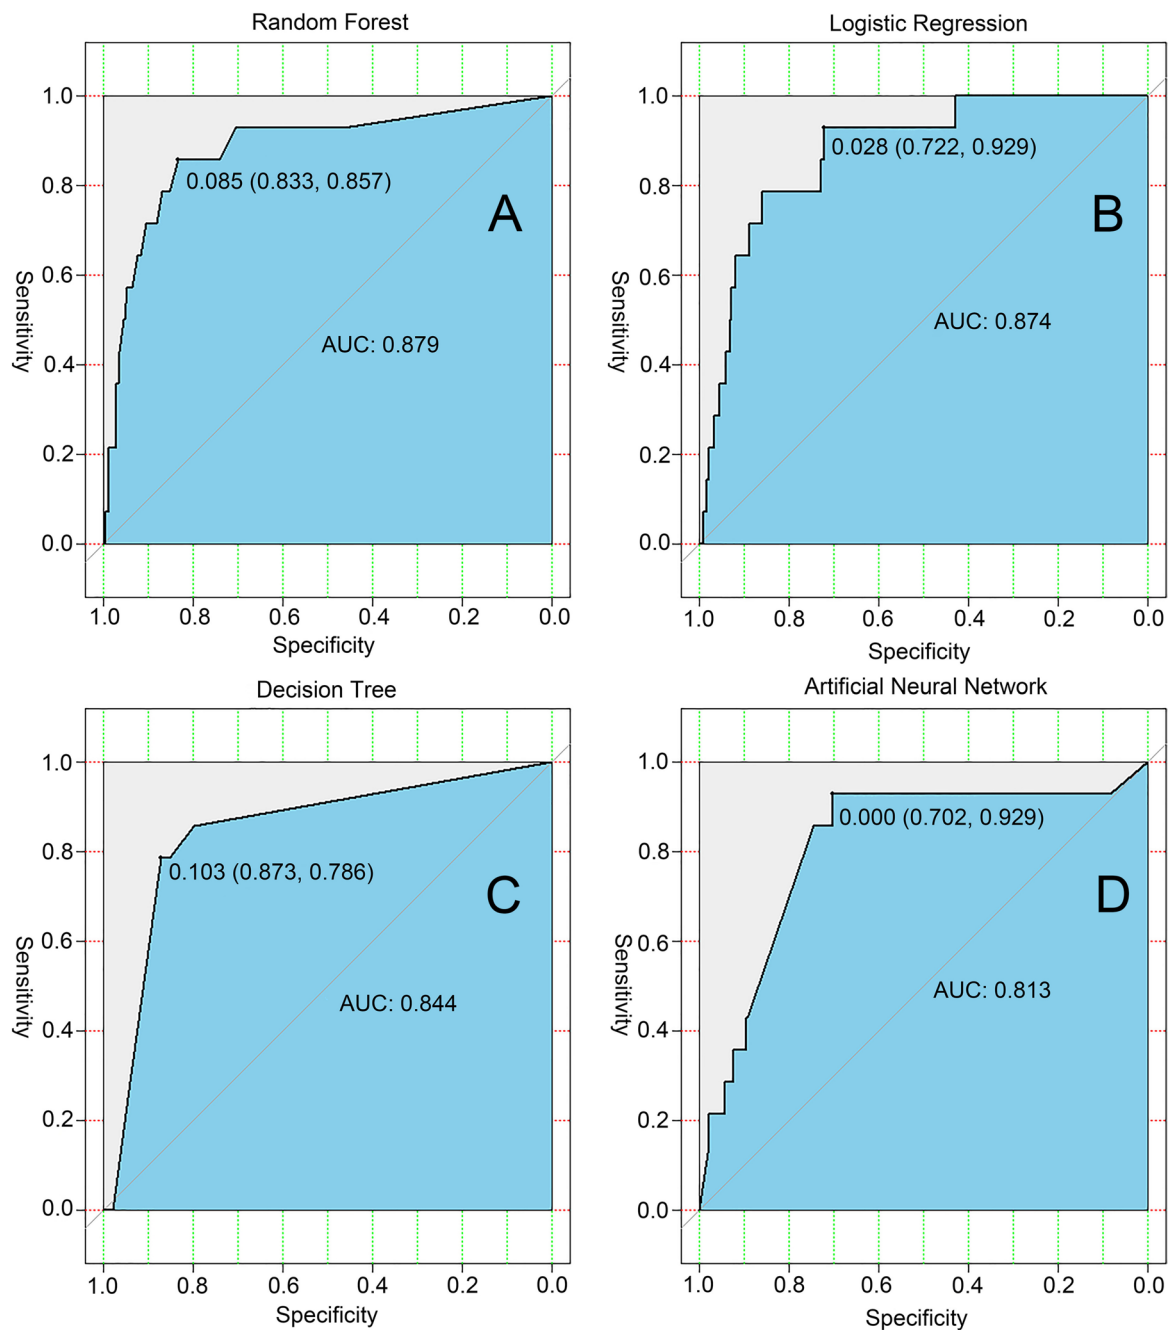 Random Forest
1.0
0.8
0.6
0.4
0.2
0.0
Sensitivity
0.085 (0.833, 0.857)
A
AUC: 0.879
1.0 0.8 0.6 0.4 0.2 0.0
Specificity
Logistic Regression
1.0
0.8
0.6
0.4
0.2
0.0
Sensitivity
0.028 (0.722, 0.929)
B
AUC: 0.874
1.0 0.8 0.6 0.4 0.2 0.0
Specificity
Decision Tree
1.0
0.8
0.6
0.4
0.2
0.0
Sensitivity
0.103 (0.873, 0.786)
C
AUC: 0.844
1.0 0.8 0.6 0.4 0.2 0.0
Specificity
Artificial Neural Network
1.0
0.8
0.6
0.4
0.2
0.0
Sensitivity
0.000 (0.702, 0.929)
D
AUC: 0.813
1.0 0.8 0.6 0.4 0.2 0.0
Specificity